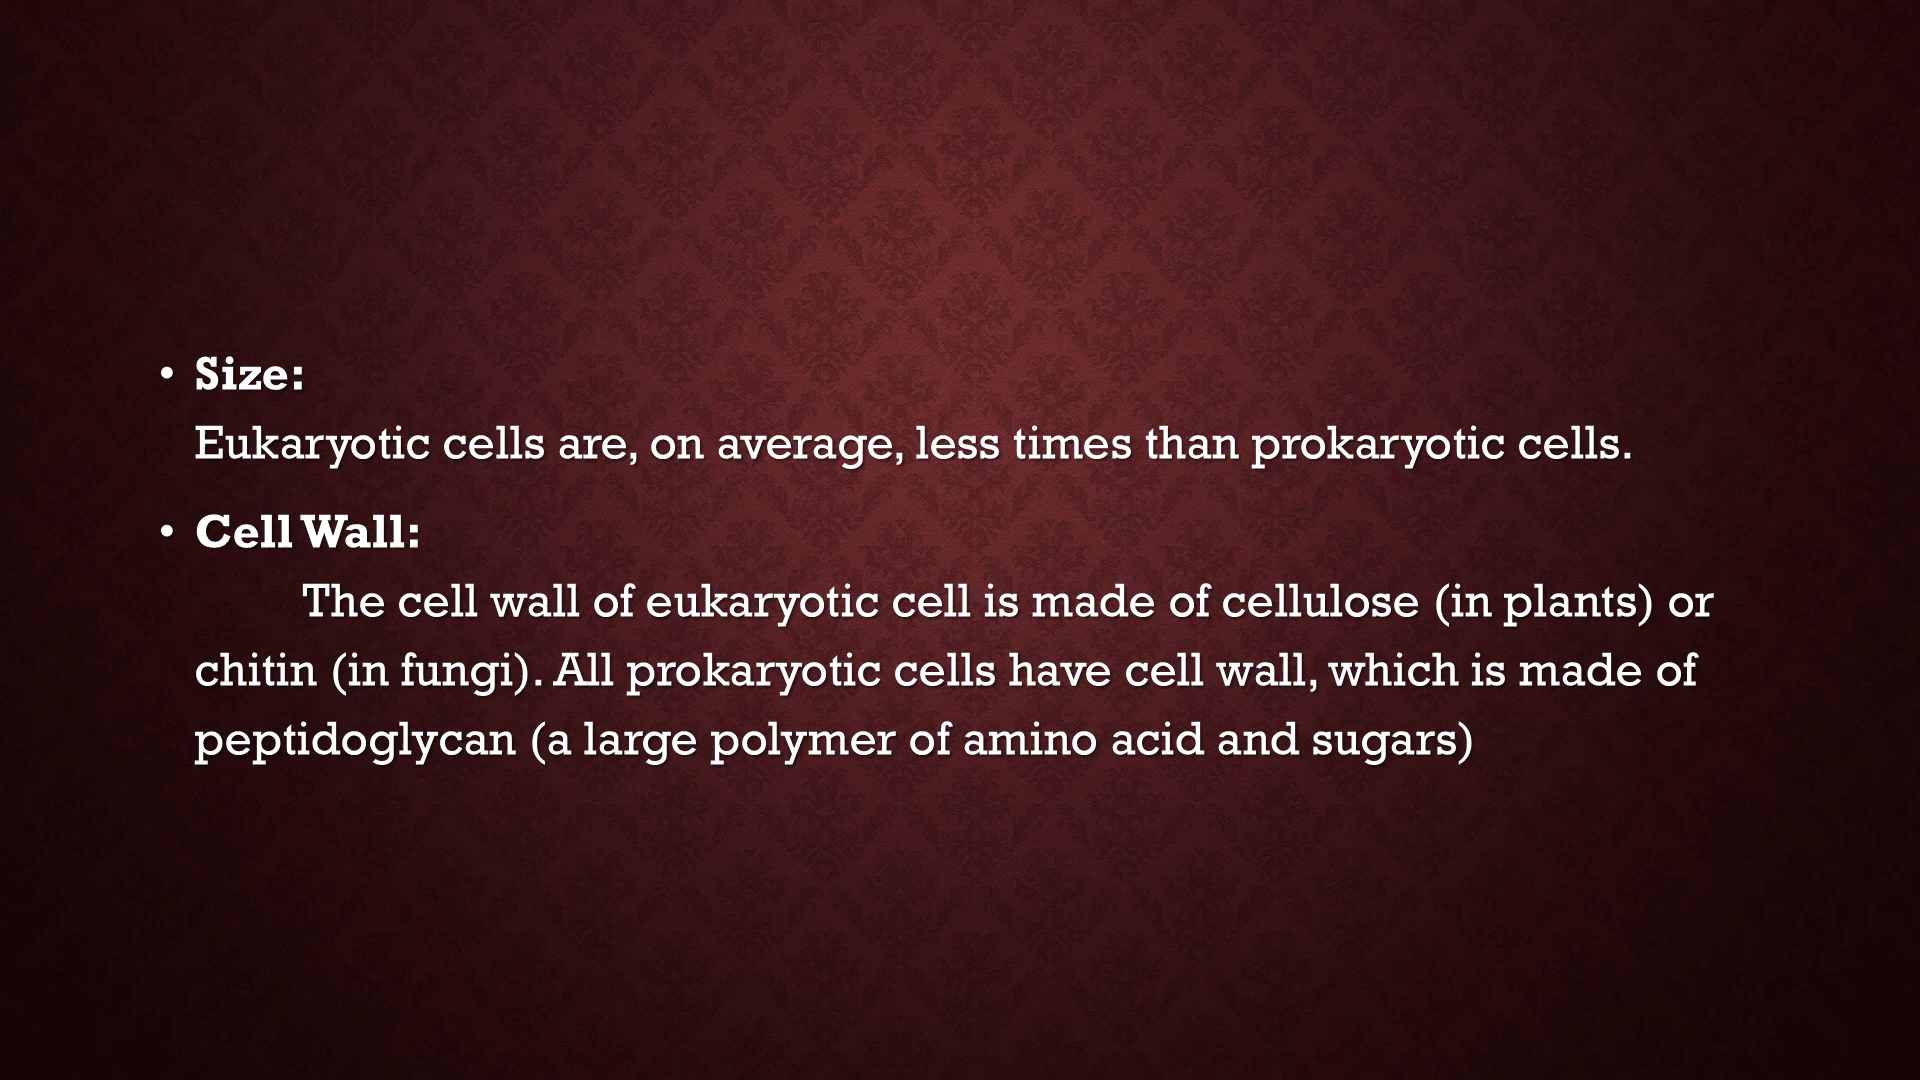 • Size:
Eukaryotic cells are, on average, less times than prokaryotic cells.
• Cell Wall:
The cell wall of eukaryotic cell is made of cellulose (in plants) or
chitin (in fungi). All prokaryotic cells have cell wall, which is made of
peptidoglycan (a large polymer of amino acid and sugars)